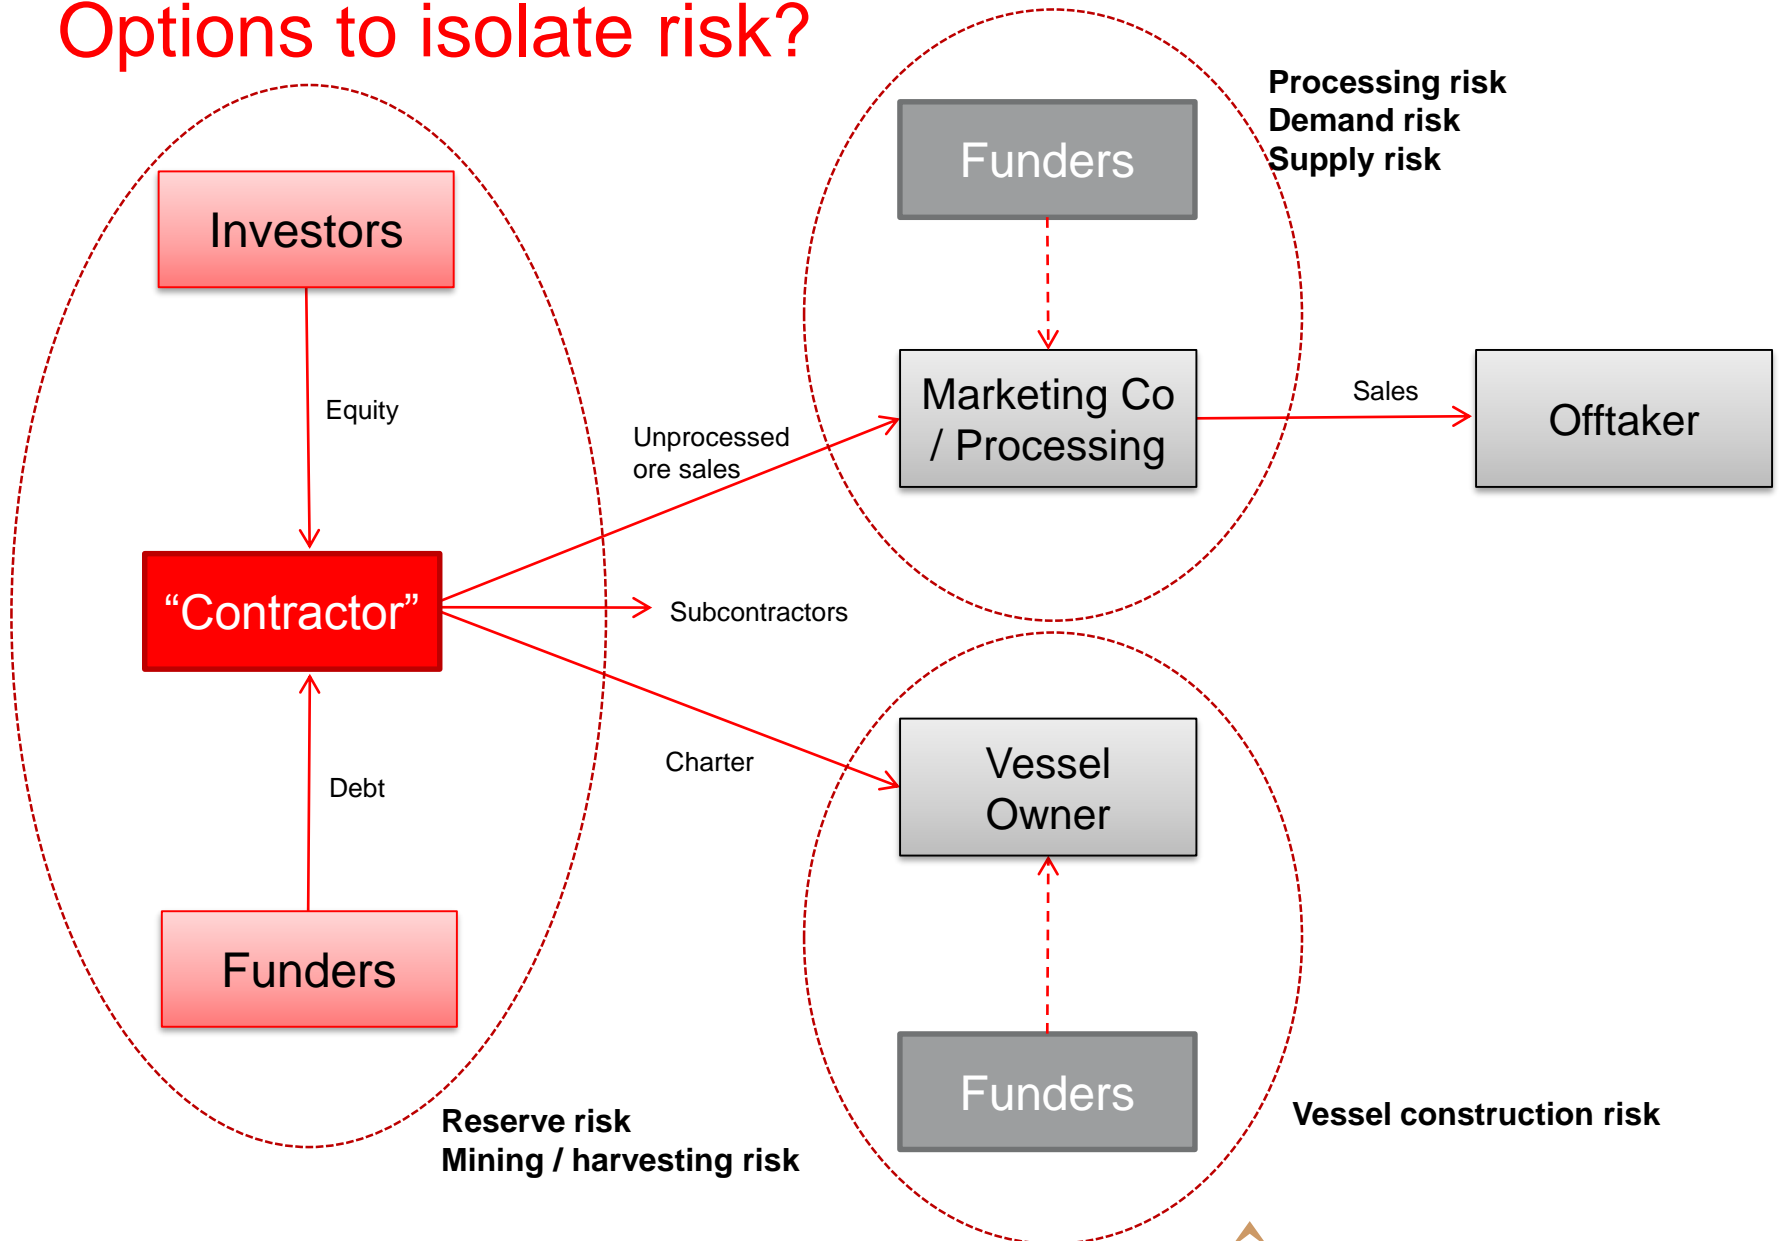 Options to isolate risk?
Processing risk
Demand risk
Supply risk
Funders
Investors
Equity
Unprocessed
ore sales
Marketing Co
/ Processing
Sales
Offtaker
“Contractor”
Subcontractors
Charter
Vessel
Owner
Debt
Funders
Funders
Reserve risk
Mining / harvesting risk
Vessel construction risk